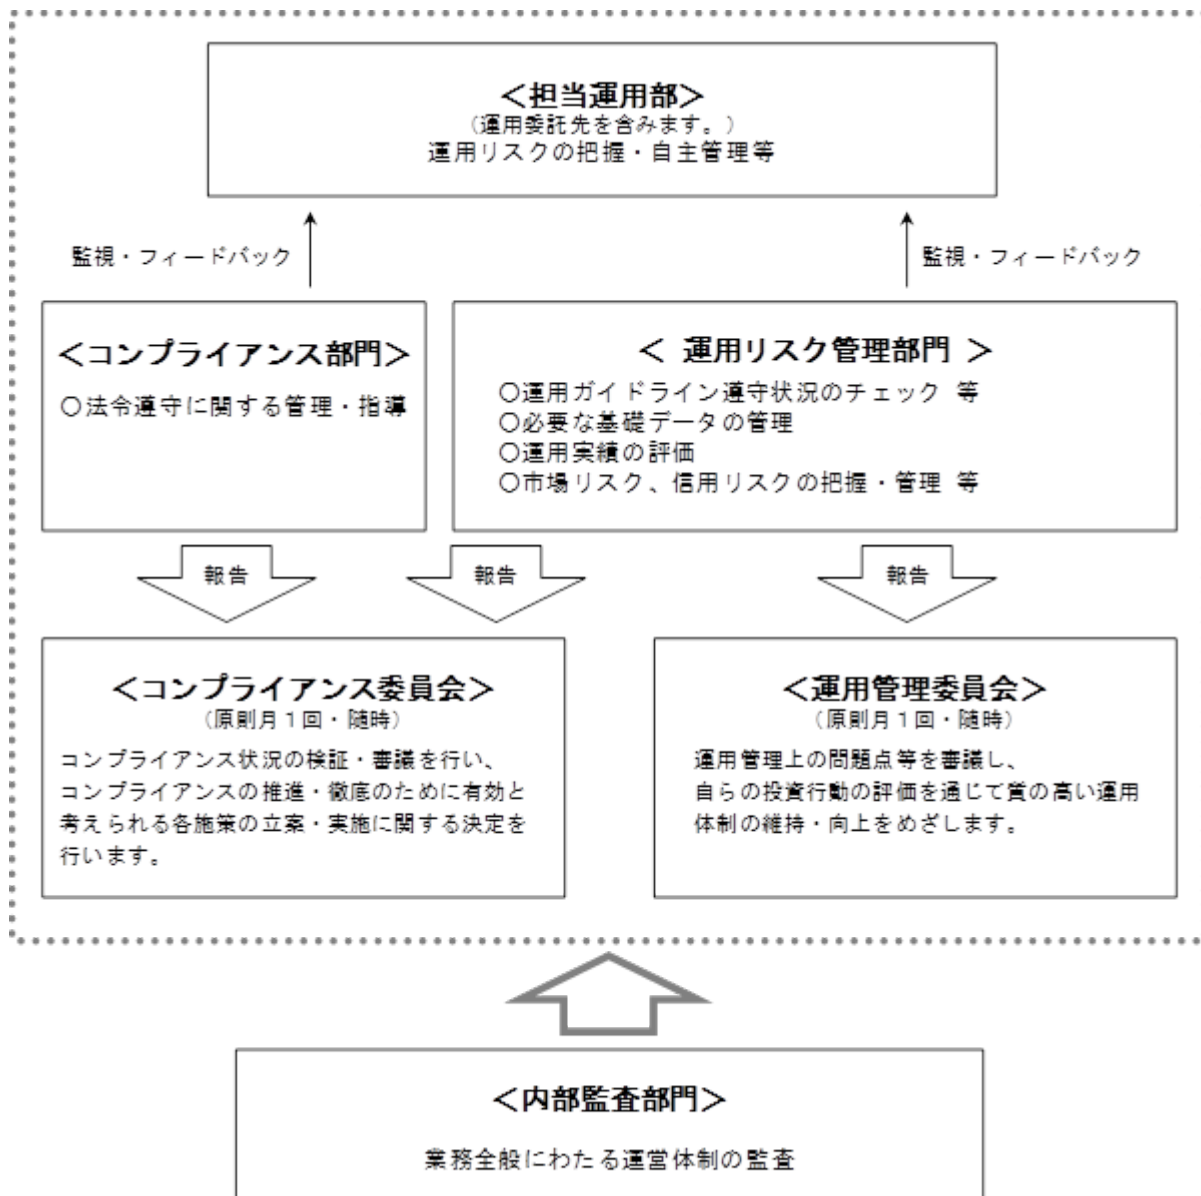 ＜担当運用部＞
（運用委託先を含みます。）
運用リスクの把握・自主管理等
監視・フィードバック
監視・フィードバック
＜コンプライアンス部門＞
○法令遵守に関する管理・指導
＜ 運用リスク管理部門 ＞
○運用ガイドライン遵守状況のチェック 等
○必要な基礎データの管理
○運用実績の評価
○市場リスク、信用リスクの把握・管理 等
報告
報告
報告
＜コンプライアンス委員会＞
（原則月１回・随時）
コンプライアンス状況の検証・審議を行い、
コンプライアンスの推進・徹底のために有効と
考えられる各施策の立案・実施に関する決定を
行います。
＜運用管理委員会＞
（原則月１回・随時）
運用管理上の問題点等を審議し、
自らの投資行動の評価を通じて質の高い運用
体制の維持・向上をめざします。
＜内部監査部門＞
業務全般にわたる運営体制の監査